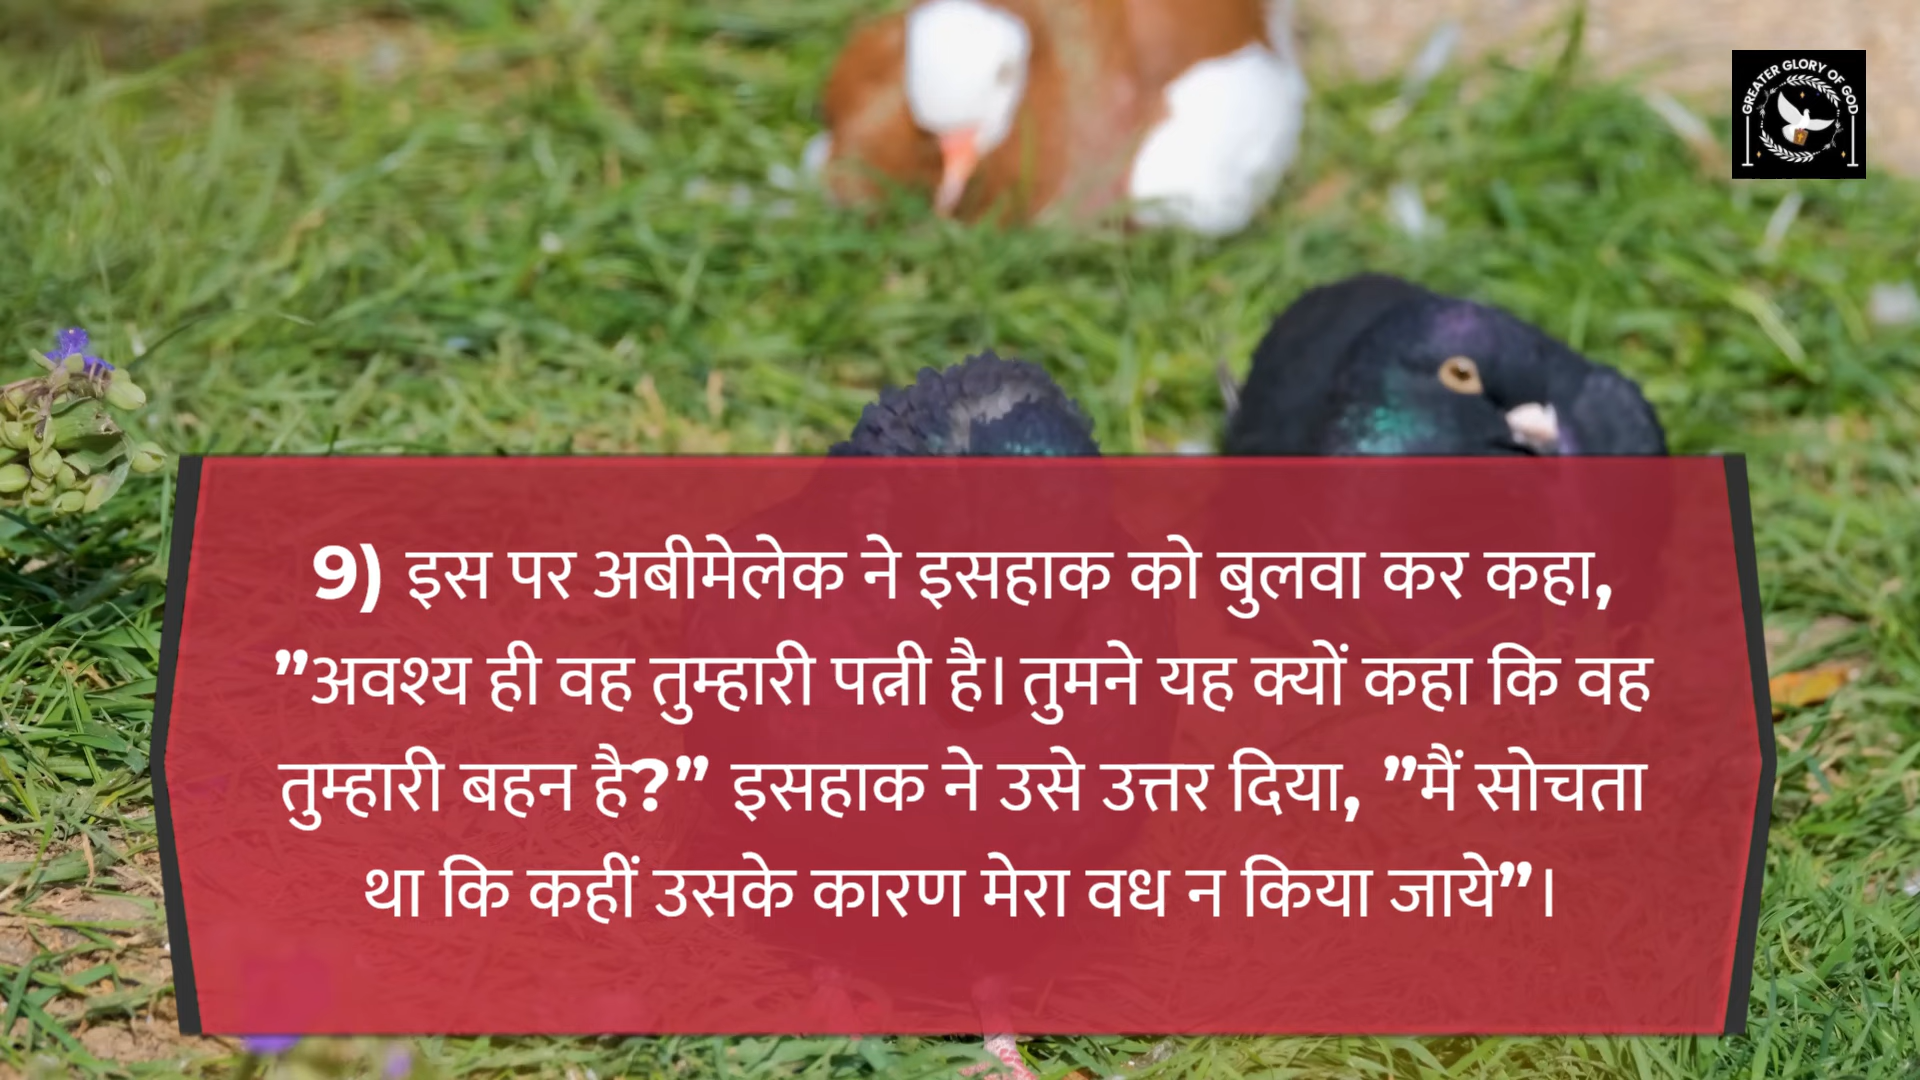 GREATER GLORY OF GOD
9) इस पर अबीमेलेक ने इसहाक को बुलवा कर कहा,
”अवश्य ही वह तुम्हारी पत्नी है। तुमने यह क्यों कहा कि वह
तुम्हारी बहन है?” इसहाक ने उसे उत्तर दिया, ”मैं सोचता
था कि कहीं उसके कारण मेरा वध न किया जाये”।